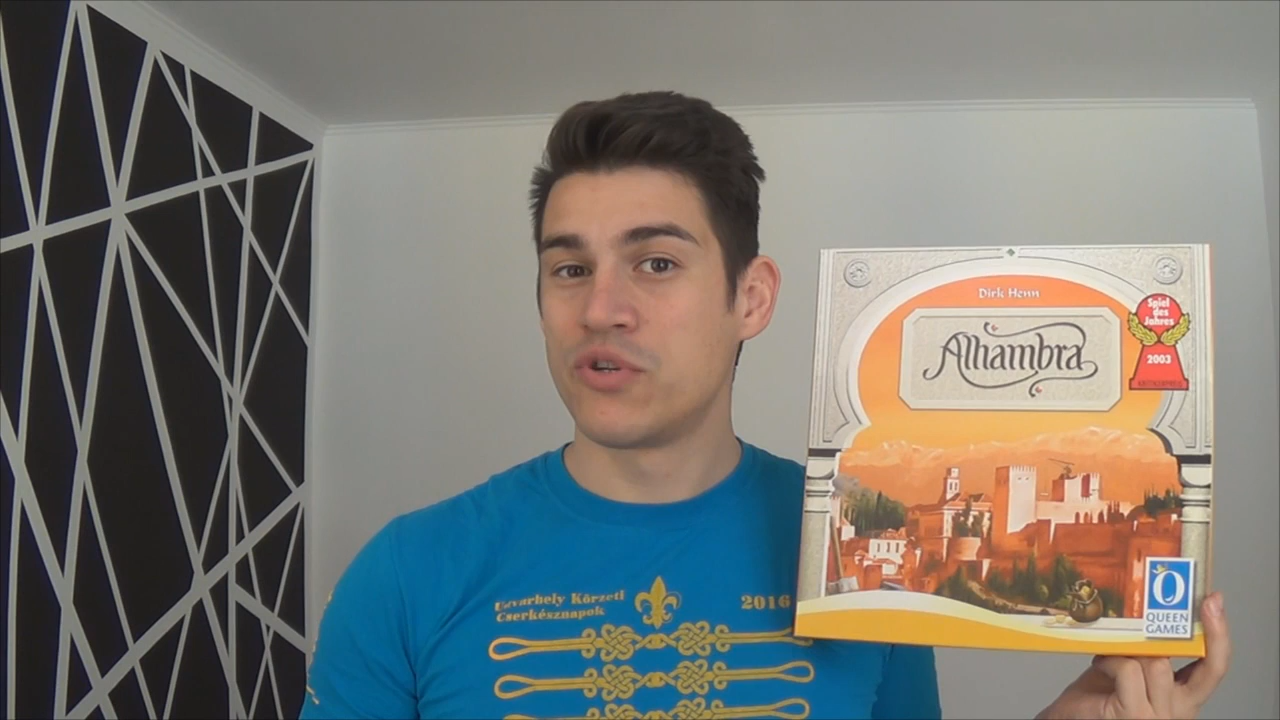 Dirk Henn
Alhambra
Spiel
des
Jahres
2003
QUEEN
GAMES
Udvarhely Körzeti
Cserkésznapok
2016